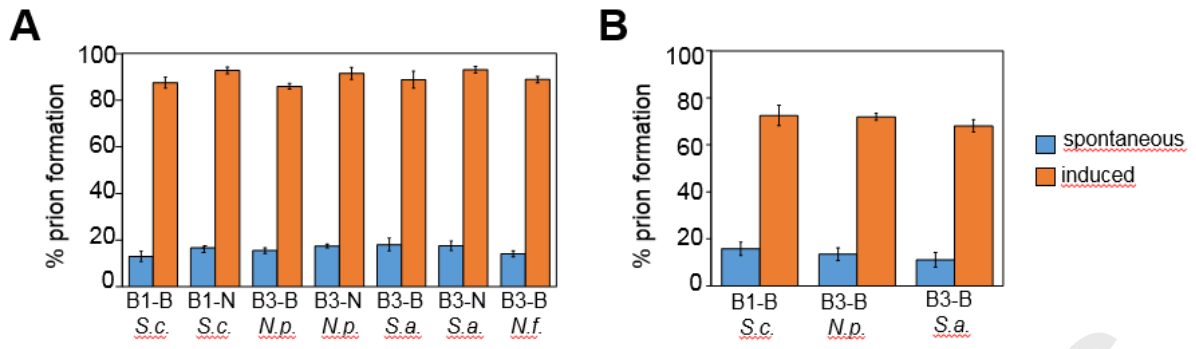 A
% prion formation
100
80
60
40
20
0
B1-B B1-N B3-B B3-N B3-B B3-N B3-B
S.c. S.c. N.p. N.p. S.a. S.a. N.f.
B
% prion formation
100
80
60
40
20
0
B1-B B3-B B3-B
S.c. N.p. S.a.
spontaneous
induced